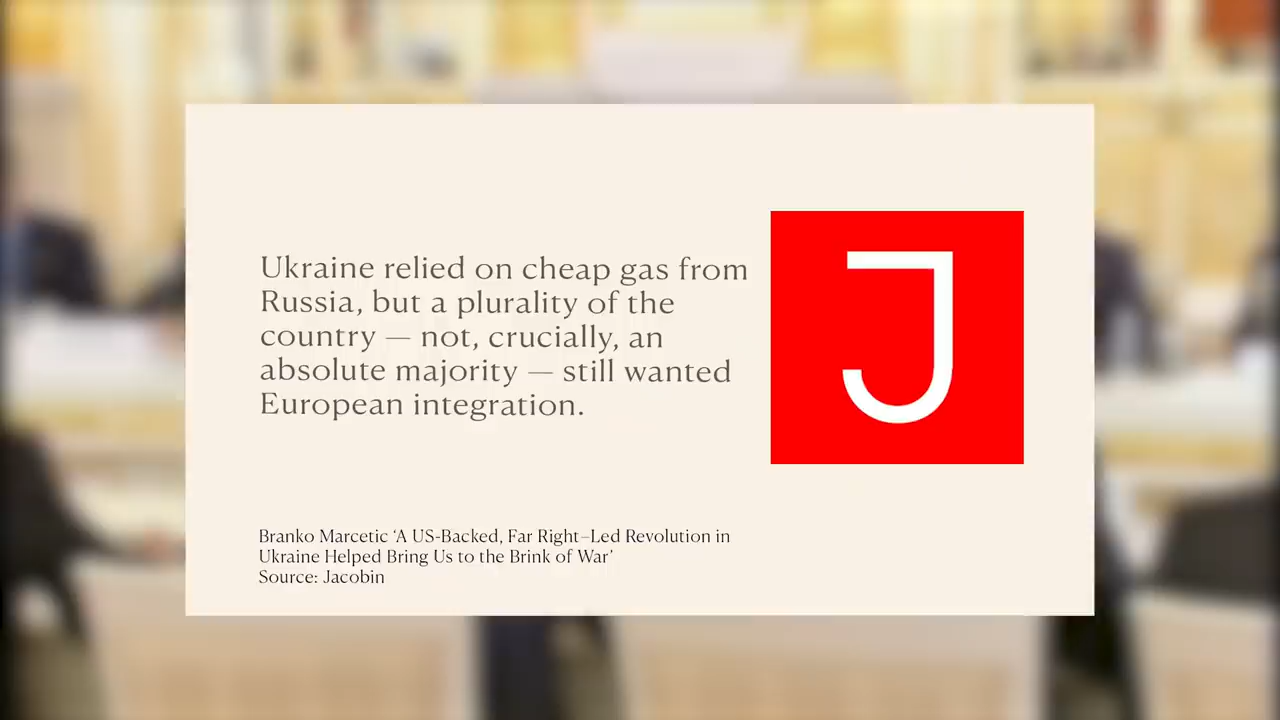 Ukraine relied on cheap gas from
Russia, but a plurality of the
country — not, crucially, an
absolute majority — still wanted
European integration.
J
Branko Marcetic ‘A US-Backed, Far Right–Led Revolution in
Ukraine Helped Bring Us to the Brink of War’
Source: Jacobin